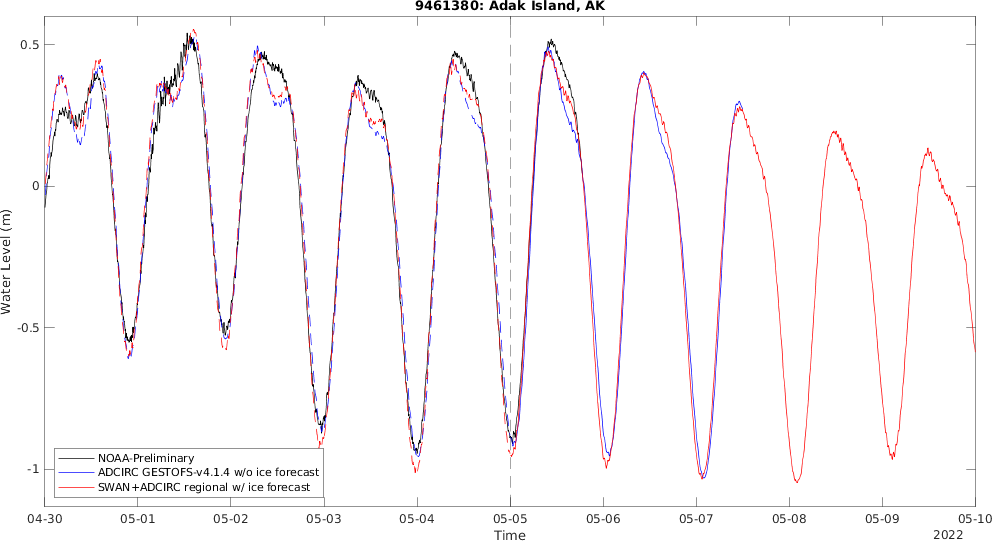 9461380: Adak Island, AK
Water Level (m)
0.5
0
-0.5
-1
NOAA-Preliminary
ADCIRC GESTOFS-v4.1.4 w/o ice forecast
SWAN+ADCIRC regional w/ ice forecast
04-30 05-01 05-02 05-03 05-04 05-05 05-06 05-07 05-08 05-09 05-10
Time
2022